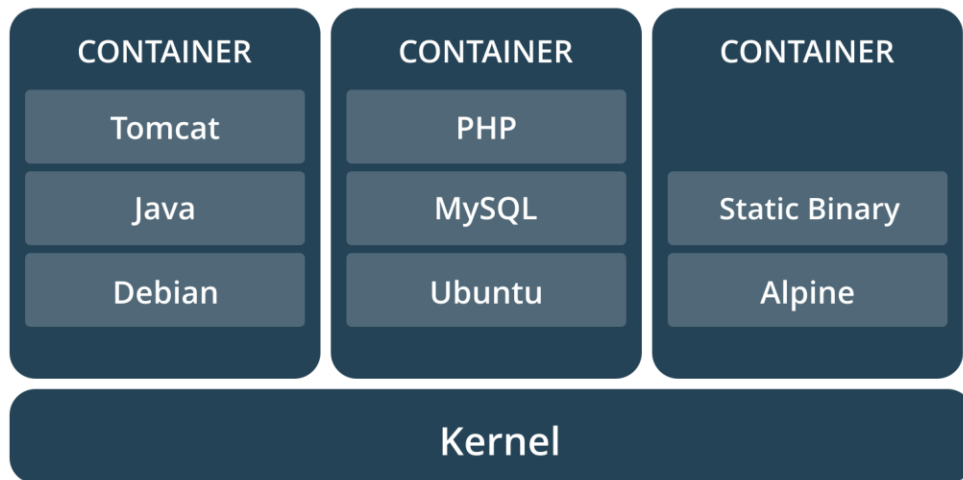 CONTAINER
Tomcat
Java
Debian
CONTAINER
PHP
MySQL
Ubuntu
CONTAINER
Static Binary
Alpine
Kernel